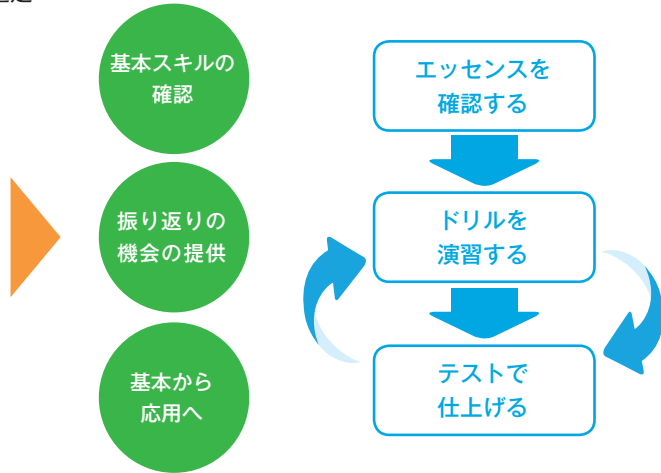 基本スキルの
確認
エッセンスを
確認する
振り返りの
機会の提供
ドリルを
演習する
基本から
応用へ
テストで
仕上げる